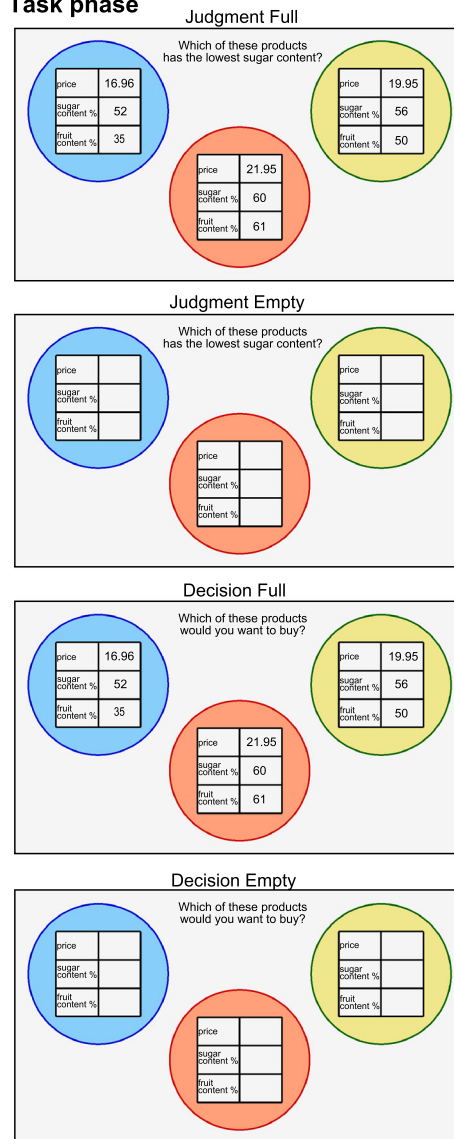 Task phase
Judgment Full
Which of these products
has the lowest sugar content?
price 16.96
sugar
content % 52
fruit
content % 35
price 19.95
sugar
content % 56
fruit
content % 50
price 21.95
sugar
content % 60
fruit
content % 61
Judgment Empty
Which of these products
has the lowest sugar content?
price
sugar
content %
fruit
content %
price
sugar
content %
fruit
content %
price
sugar
content %
fruit
content %
Decision Full
Which of these products
would you want to buy?
price 16.96
sugar
content % 52
fruit
content % 35
price 19.95
sugar
content % 56
fruit
content % 50
price 21.95
sugar
content % 60
fruit
content % 61
Decision Empty
Which of these products
would you want to buy?
price
sugar
content %
fruit
content %
price
sugar
content %
fruit
content %
price
sugar
content %
fruit
content %